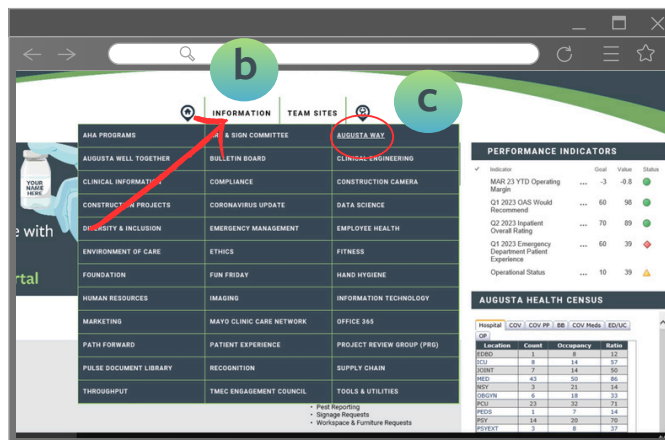 b
c
INFORMATION TEAM SITES
AHA PROGRAMS & SIGN COMMITTEE AUGUSTA WAY
AUGUSTA WELL TOGETHER BULLETIN BOARD CLINICAL ENGINEERING
CLINICAL INFORMATION COMPLIANCE CONSTRUCTION CAMERA
CONSTRUCTION PROJECTS CORONAVIRUS UPDATE DATA SCIENCE
DIVERSITY & INCLUSION EMERGENCY MANAGEMENT EMPLOYEE HEALTH
ENVIRONMENT OF CARE ETHICS FITNESS
FOUNDATION FUN FRIDAY HAND HYGIENE
HUMAN RESOURCES IMAGING INFORMATION TECHNOLOGY
MARKETING MAYO CLINIC CARE NETWORK OFFICE 365
PATH FORWARD PATIENT EXPERIENCE PROJECT REVIEW GROUP (PRG)
PULSE DOCUMENT LIBRARY RECOGNITION SUPPLY CHAIN
THROUGHPUT TMEC ENGAGEMENT COUNCIL TOOLS & UTILITIES
YOUR
NAME
HERE
e with
rtal
• Pest Reporting
• Signage Requests
• Workspace & Furniture Requests
PERFORMANCE INDICATORS
Indicator Goal Value Status
MAR 23 YTD Operating
Margin ... -3 -0.8
Q1 2023 OAS Would
Recommend ... 60 98
Q2 2023 Inpatient
Overall Rating ... 70 89
Q1 2023 Emergency
Department Patient
Experience ... 60 39
Operational Status ... 10 39
AUGUSTA HEALTH CENSUS
Hospital COV COV PP BB COV Meds ED/UC
OP
Location Count Occupancy Ratio
EDBO 1 8 12
ICU 8 14 57
JOINT 7 14 50
MED 43 50 86
NSY 3 21 14
OBGYN 6 18 33
PCU 23 32 71
PEDS 1 7 14
PSY 14 20 70
PSYEXT 3 8 37